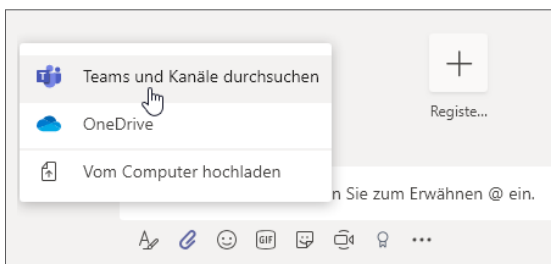 Teams und Kanäle durchsuchen
OneDrive
Vom Computer hochladen
Registe...
n Sie zum Erwähnen @ ein.
GIF